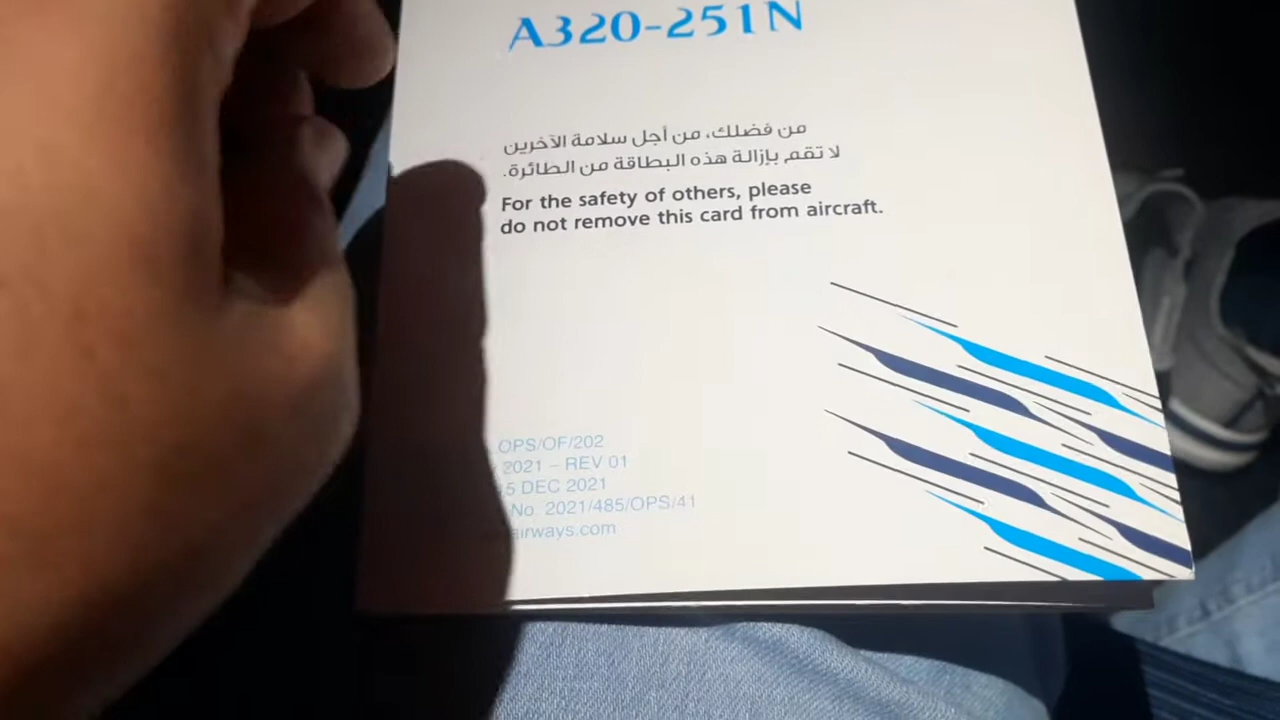 A320-251N
من فضلك، من أجل سلامة الآخرين
لا تقم بإزالة هذه البطاقة من الطائرة.
For the safety of others, please
do not remove this card from aircraft.
OPS/OF/202
2021 – REV 01
5 DEC 2021
No. 2021/485/OPS/41
airways.com